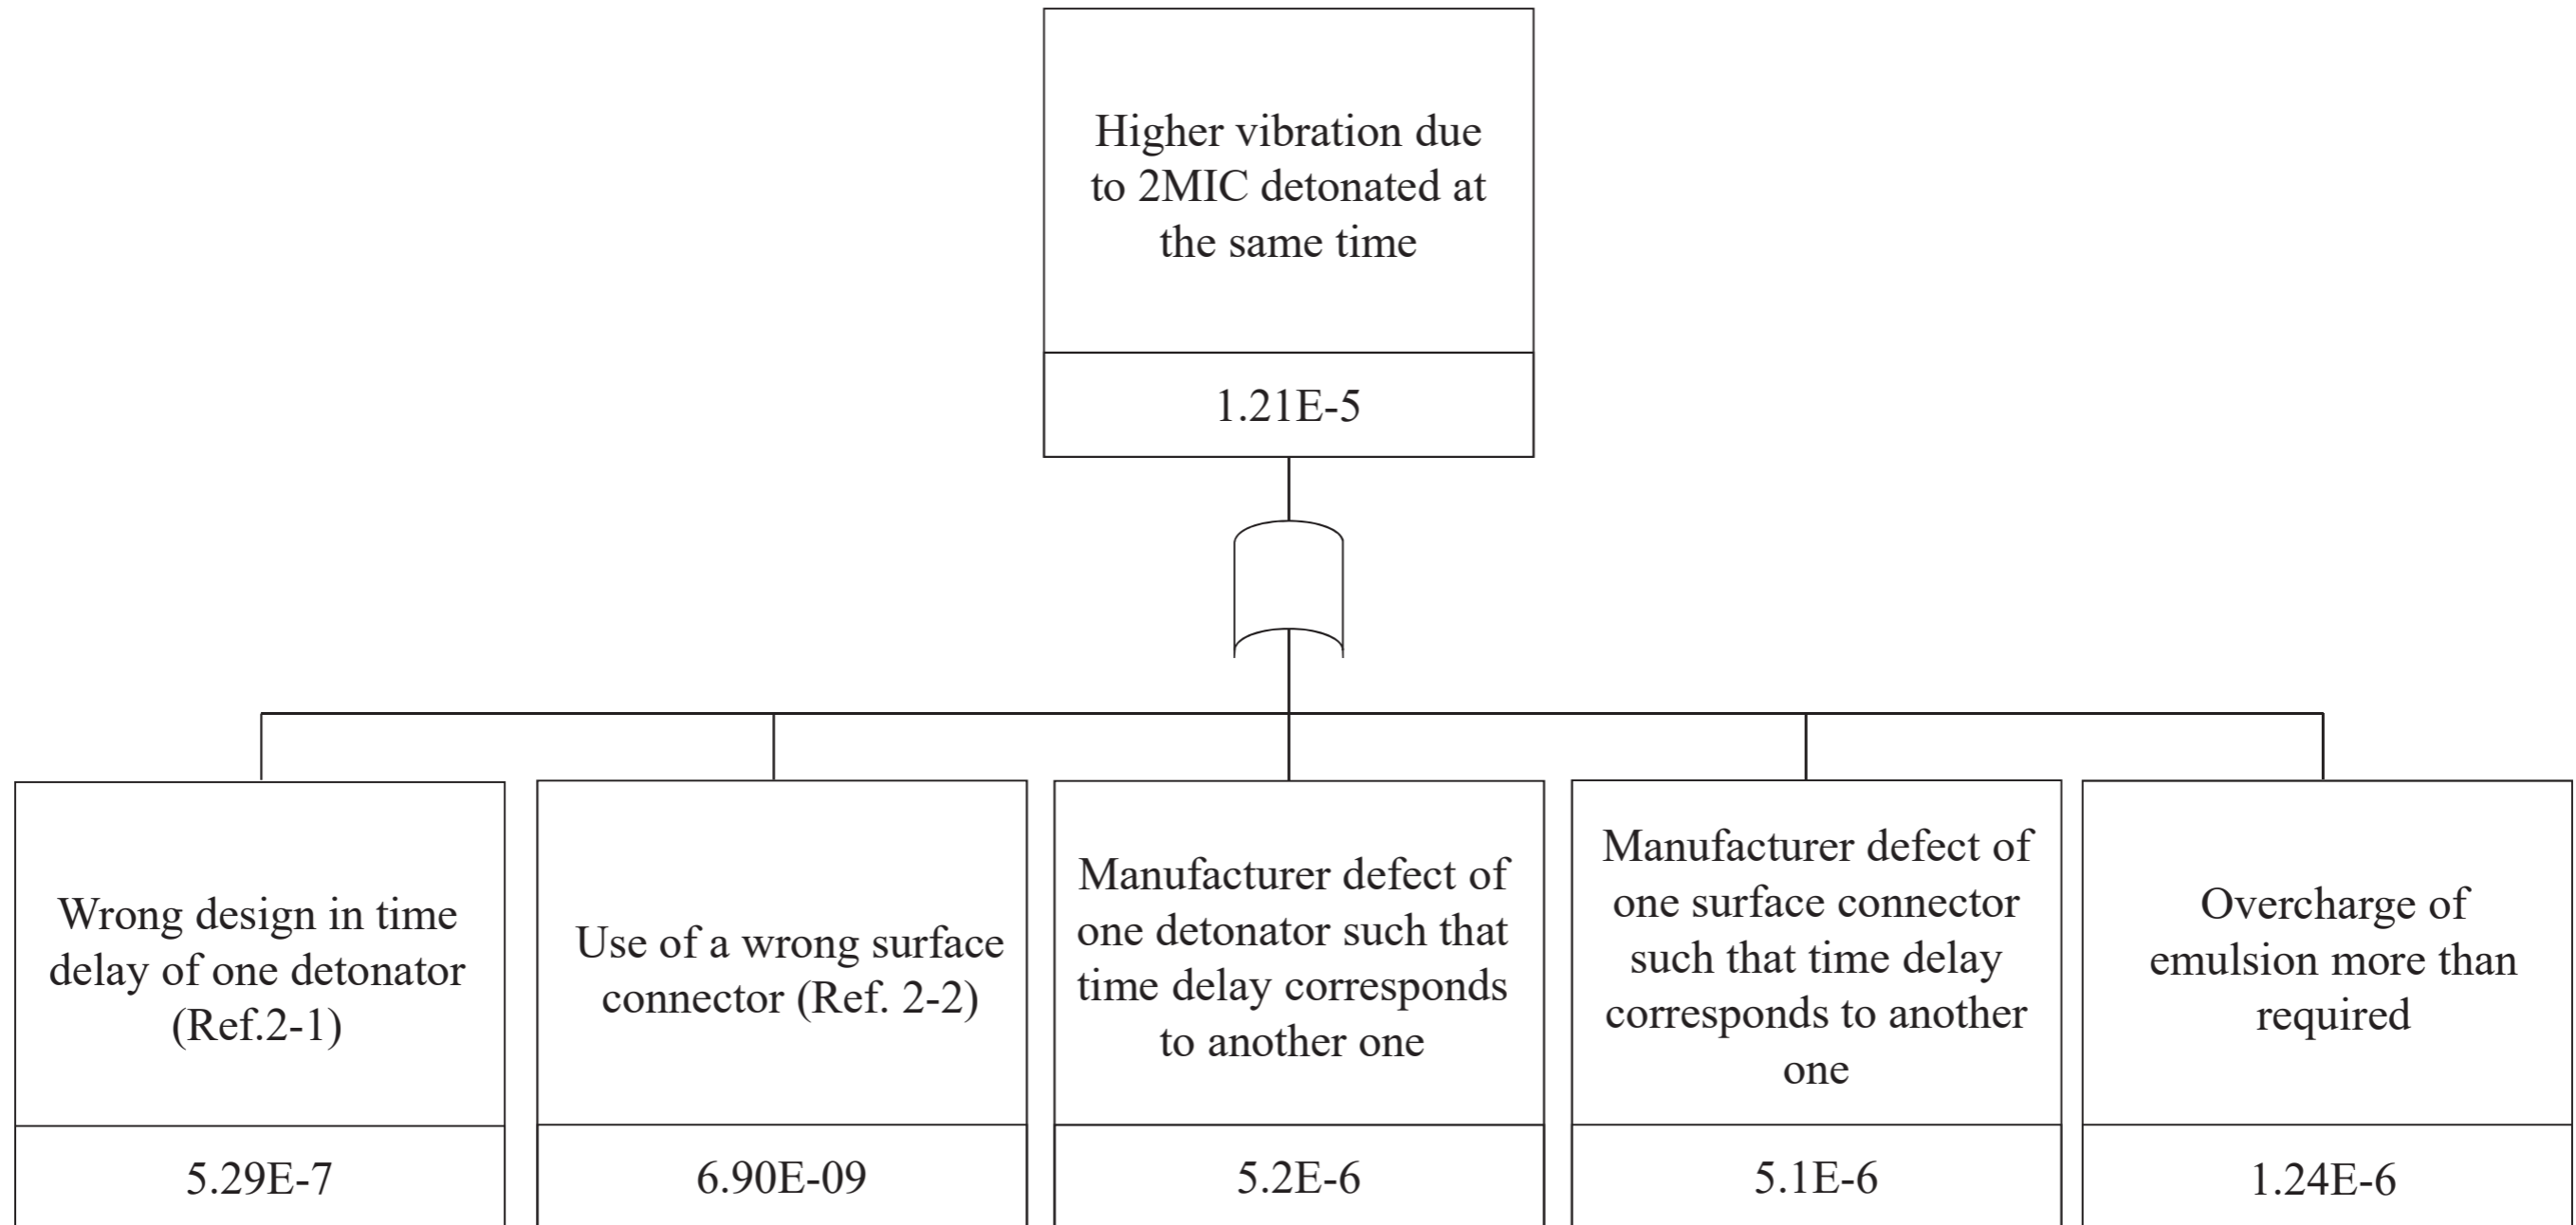 Higher vibration due
to 2MIC detonated at
the same time
1.21E-5
Wrong design in time
delay of one detonator
(Ref.2-1)
5.29E-7
Use of a wrong surface
connector (Ref. 2-2)
6.90E-09
Manufacturer defect of
one detonator such that
time delay corresponds
to another one
5.2E-6
Manufacturer defect of
one surface connector
such that time delay
corresponds to another
one
5.1E-6
Overcharge of
emulsion more than
required
1.24E-6